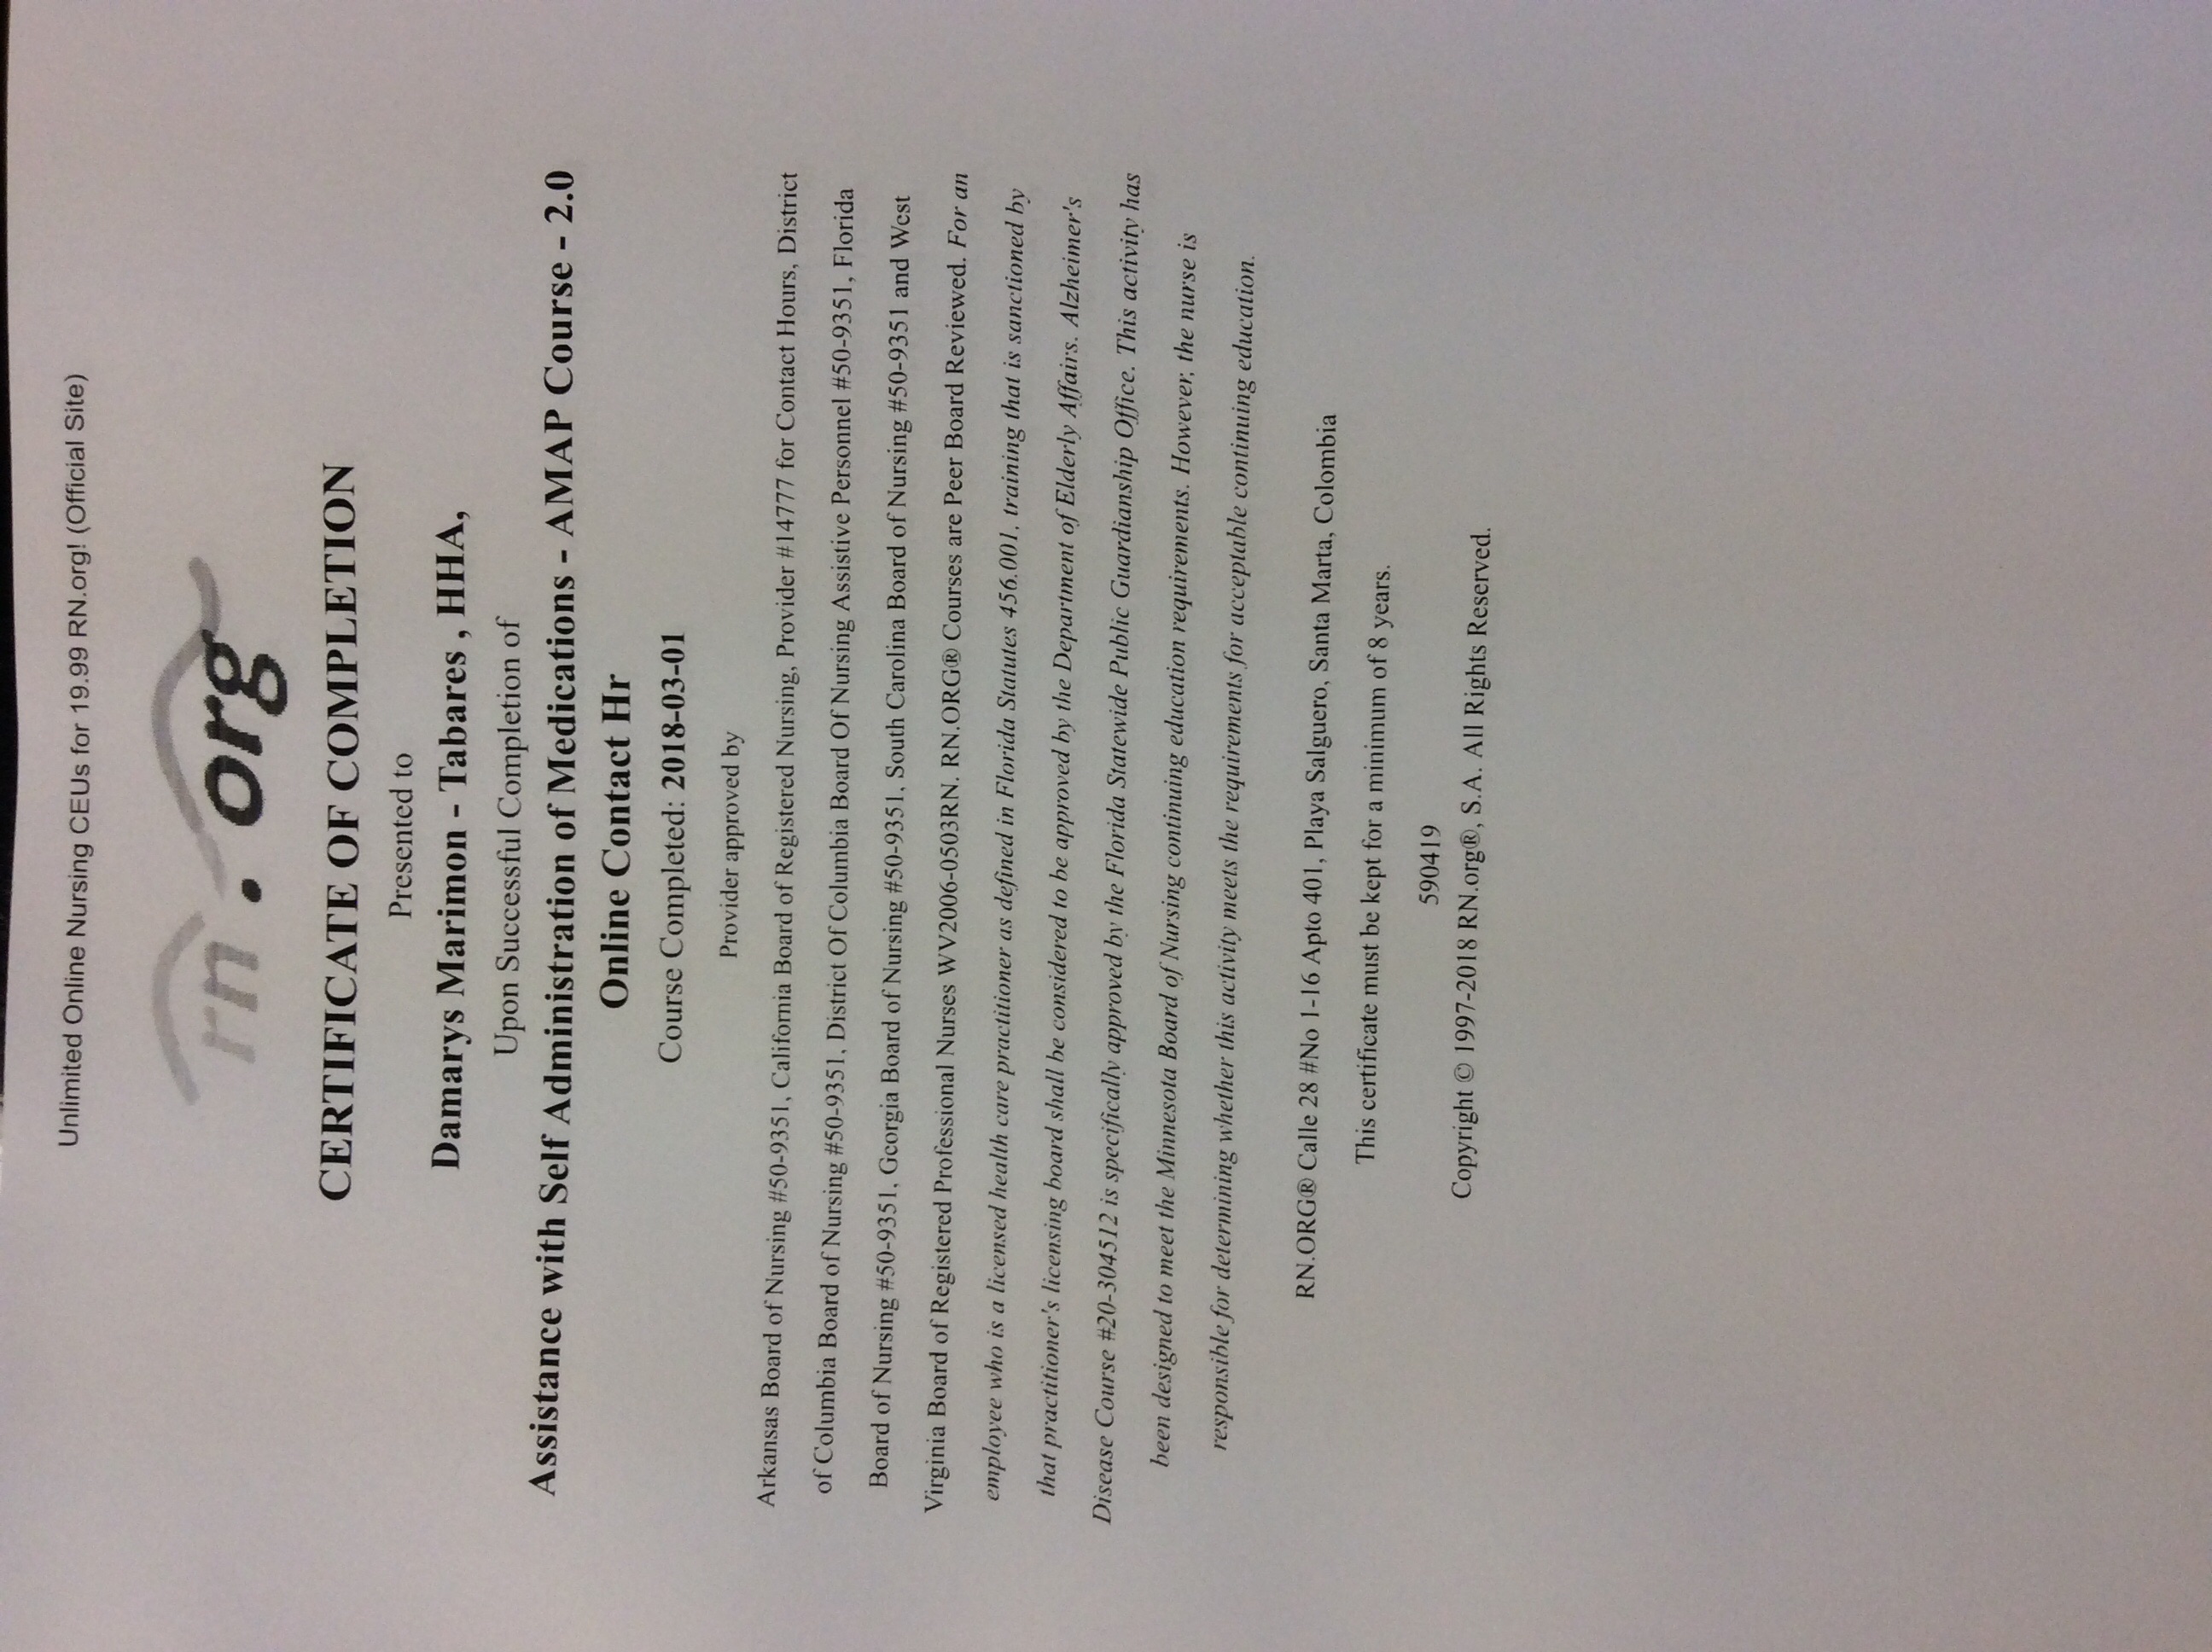 Unlimited Online Nursing CEUs for 19.99 RN.org! (Official Site)
rn.org
CERTIFICATE OF COMPLETION
Presented to
Damarys Marimon - Tabares , HHA,
Upon Successful Completion of
Assistance with Self Administration of Medications - AMAP Course - 2.0
Online Contact Hr
Course Completed: 2018-03-01
Provider approved by
Arkansas Board of Nursing #50-9351, California Board of Registered Nursing, Provider #14777 for Contact Hours, District
of Columbia Board of Nursing #50-9351, District Of Columbia Board Of Nursing Assistive Personnel #50-9351, Florida
Board of Nursing #50-9351, Georgia Board of Nursing #50-9351, South Carolina Board of Nursing #50-9351 and West
Virginia Board of Registered Professional Nurses WV2006-0503RN. RN.ORG® Courses are Peer Board Reviewed. For an
employee who is a licensed health care practitioner as defined in Florida Statutes 456.001, training that is sanctioned by
that practitioner's licensing board shall be considered to be approved by the Department of Elderly Affairs. Alzheimer's
Disease Course #20-304512 is specifically approved by the Florida Statewide Public Guardianship Office. This activity has
been designed to meet the Minnesota Board of Nursing continuing education requirements. However, the nurse is
responsible for determining whether this activity meets the requirements for acceptable continuing education.
RN.ORG® Calle 28 #No 1-16 Apto 401, Playa Salguero, Santa Marta, Colombia
This certificate must be kept for a minimum of 8 years.
590419
Copyright © 1997-2018 RN.org®, S.A. All Rights Reserved.